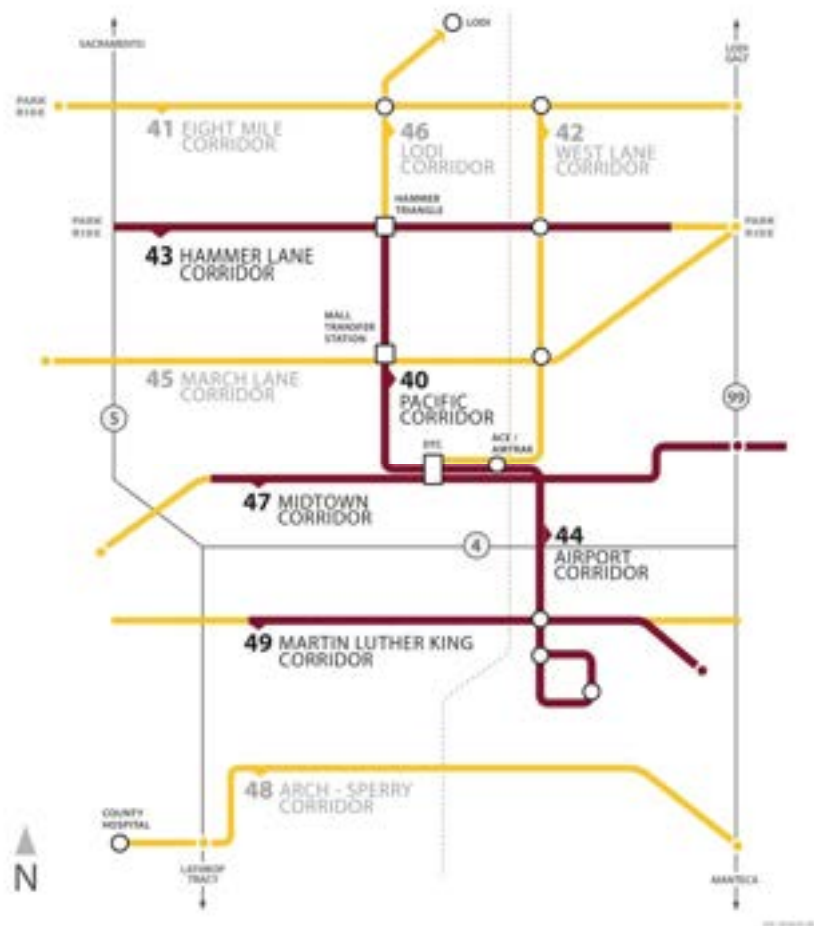 LODI
SACRAMENTO
LODI
GALT
PARK
RIDE
41 EIGHT MILE
CORRIDOR
46
LODI
CORRIDOR
42
WEST LANE
CORRIDOR
HAMMER
TRIANGLE
PARK
RIDE
PARK
RIDE
43 HAMMER LANE
CORRIDOR
MALL
TRANSFER
STATION
45 MARCH LANE
CORRIDOR
40
PACIFIC
CORRIDOR
99
5
DTC
ACE /
AMTRAK
47 MIDTOWN
CORRIDOR
44
AIRPORT
CORRIDOR
4
49 MARTIN LUTHER KING
CORRIDOR
48 ARCH - SPERRY
CORRIDOR
COUNTY
HOSPITAL
N
LATHROP
TRACY
MANTECA